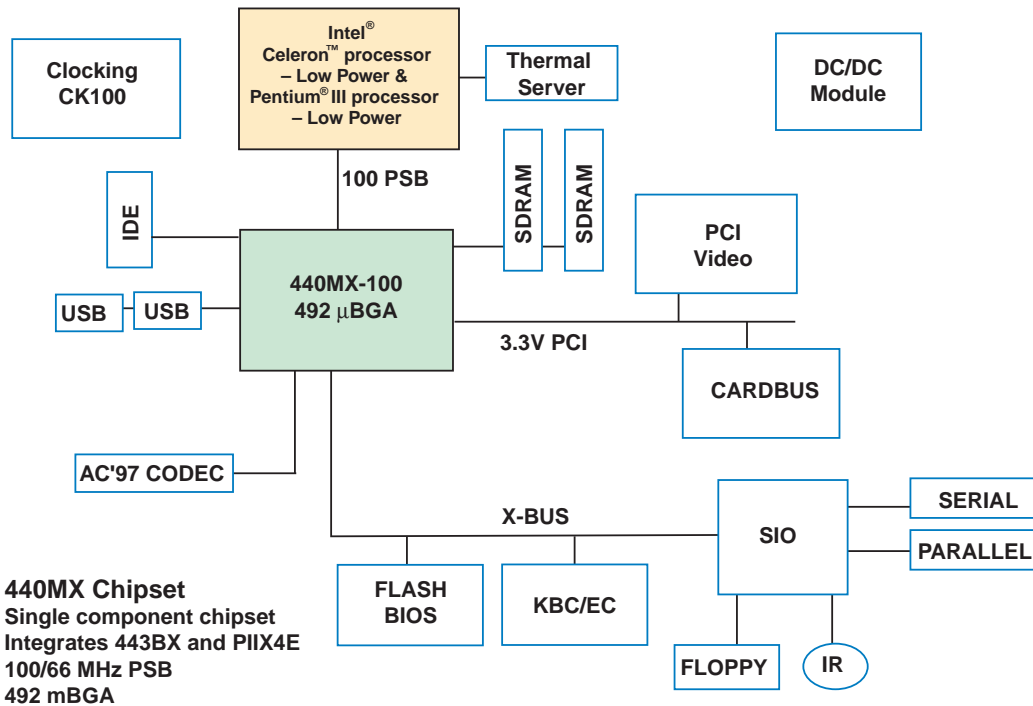 Clocking
CK100
Intel®
Celeron™ processor
– Low Power &
Pentium® III processor
– Low Power
Thermal
Server
DC/DC
Module
100 PSB
IDE
SDRAM
SDRAM
PCI
Video
440MX-100
492 µBGA
USB
USB
3.3V PCI
CARDBUS
AC'97 CODEC
X-BUS
SIO
SERIAL
PARALLEL
FLASH
BIOS
KBC/EC
FLOPPY
IR
440MX Chipset
Single component chipset
Integrates 443BX and PIIX4E
100/66 MHz PSB
492 mBGA